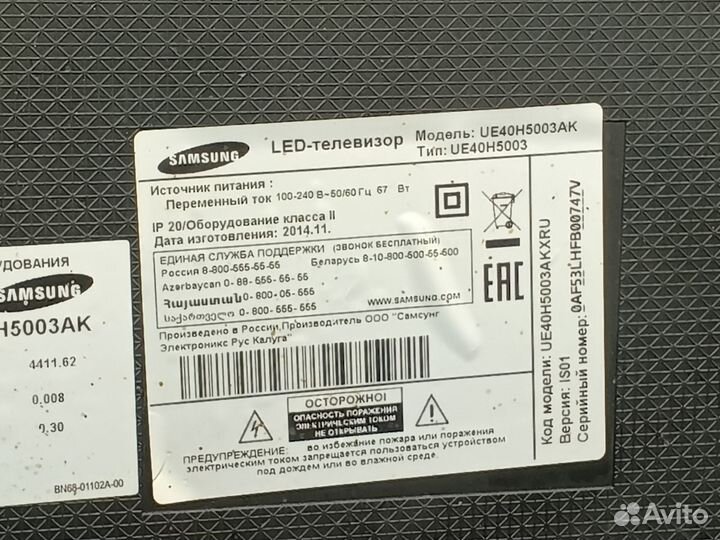 SAMSUNG
LED-телевизор
Модель: UE40H5003AK
Тип: UE40H5003
Источник питания :
Переменный ток 100-240 В~50/60 Гц 67 Вт
IP 20/Оборудование класса II
Дата изготовления: 2014.11.
ЕДИНАЯ СЛУЖБА ПОДДЕРЖКИ (ЗВОНОК БЕСПЛАТНЫЙ)
Россия 8-800-555-55-55 Беларусь 8-10-800-500-55-500
Azerbaycan 0-88-555-55-55
Հայաստան 0-800-05-555
საქართველო 0-800-555-555
WWW.SAMSUNG.COM
Произведено в России,Производитель ООО "Самсунг
Электроникс Рус Калуга"
EAC
ОСТОРОЖНО!
ОПАСНОСТЬ ПОРАЖЕНИЯ
ЭЛЕКТРИЧЕСКИМ ТОКОМ
НЕ ОТКРЫВАТЬ
ПРЕДУПРЕЖДЕНИЕ: во избежание пожара или поражения
электрическим током запрещается пользоваться устройством
под дождем или во влажной среде.
Код модели: UE40H5003AKXRU
Версия: IS01
Серийный номер: 0AF53LHFB00747V
УДОВАНИЯ
SAMSUNG
H5003AK
4411.62
0.008
0.30
BN68-01102A-00
Avito